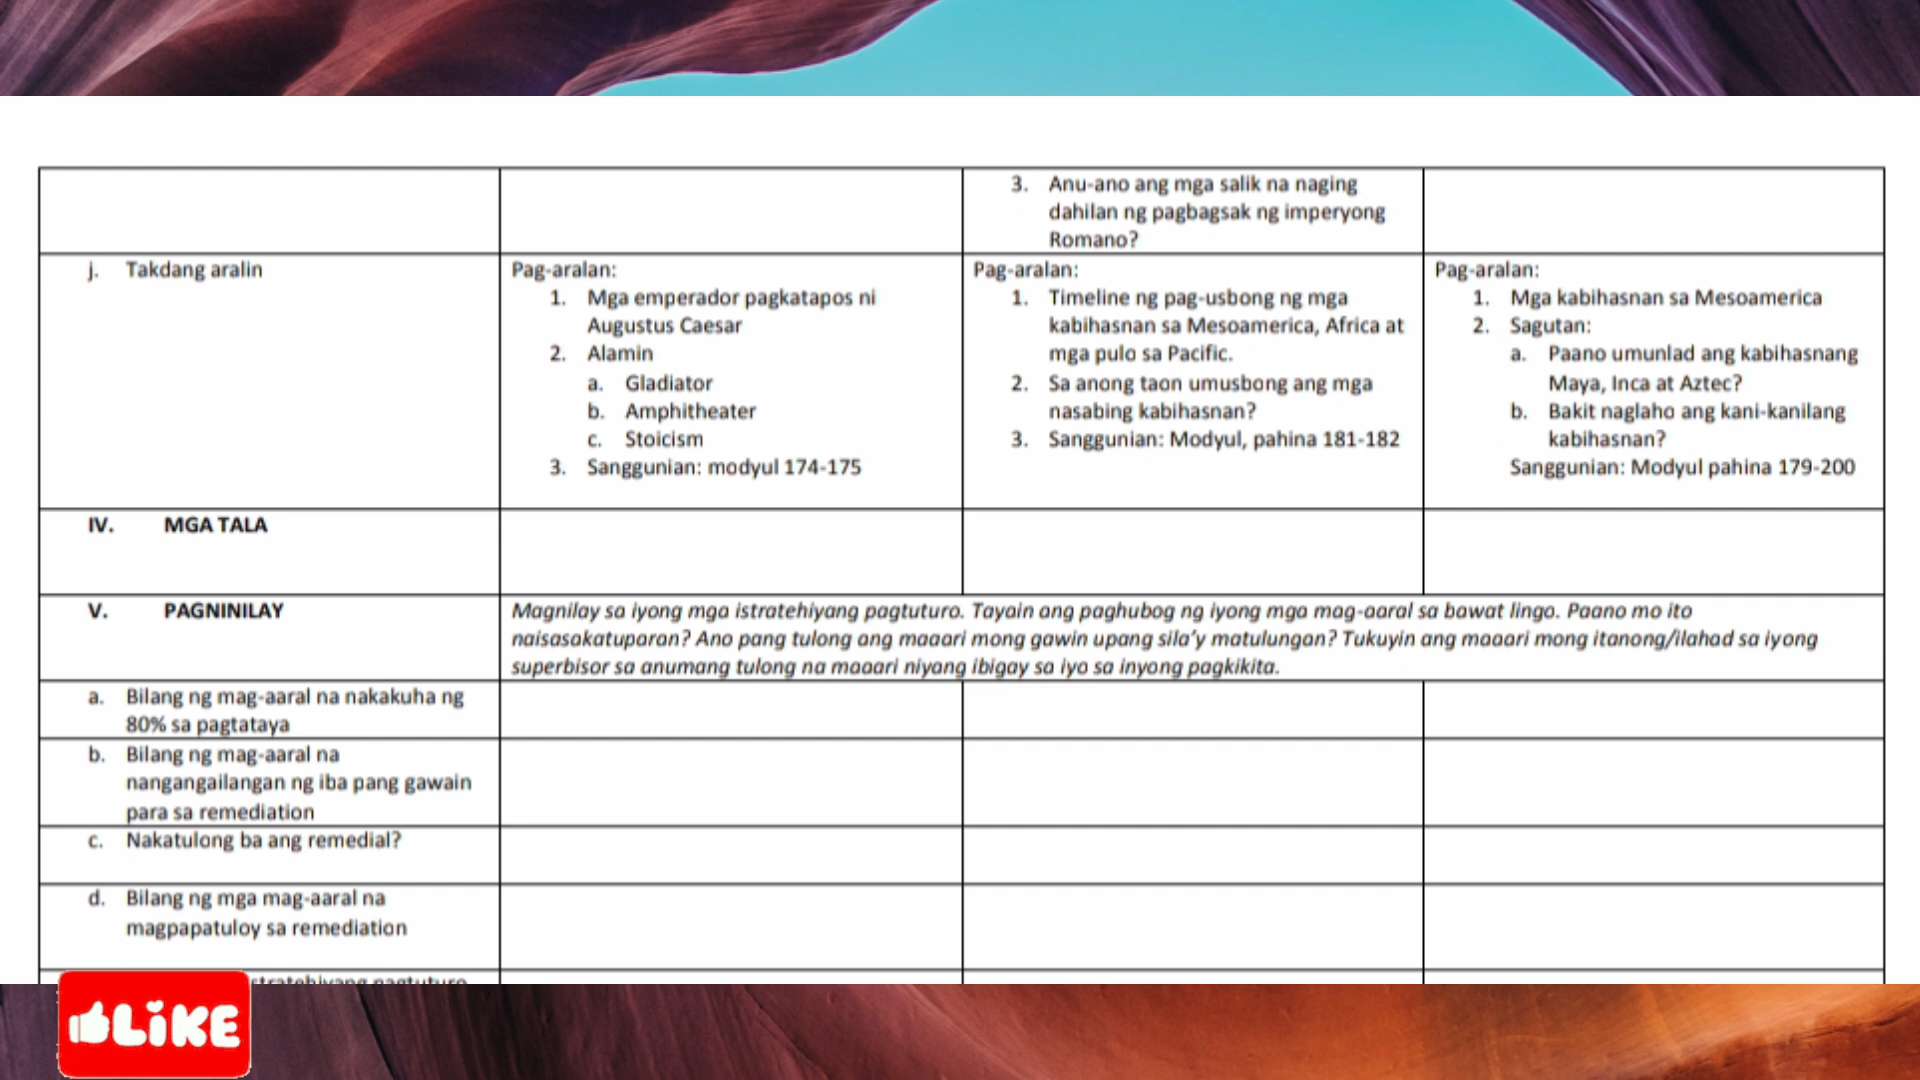 3. Anu-ano ang mga salik na naging
dahilan ng pagbagsak ng imperyong
Romano?
j. Takdang aralin
Pag-aralan:
1. Mga emperador pagkatapos ni
Augustus Caesar
2. Alamin
a. Gladiator
b. Amphitheater
c. Stoicism
3. Sanggunian: modyul 174-175
Pag-aralan:
1. Timeline ng pag-usbong ng mga
kabihasnan sa Mesoamerica, Africa at
mga pulo sa Pacific.
2. Sa anong taon umusbong ang mga
nasabing kabihasnan?
3. Sanggunian: Modyul, pahina 181-182
Pag-aralan:
1. Mga kabihasnan sa Mesoamerica
2. Sagutan:
a. Paano umunlad ang kabihasnang
Maya, Inca at Aztec?
b. Bakit naglaho ang kani-kanilang
kabihasnan?
Sanggunian: Modyul pahina 179-200
IV. MGA TALA
V. PAGNINILAY
Magnilay sa iyong mga istratehiyang pagtuturo. Tayain ang paghubog ng iyong mga mag-aaral sa bawat lingo. Paano mo ito
naisasakatuparan? Ano pang tulong ang maaari mong gawin upang sila'y matulungan? Tukuyin ang maaari mong itanong/ilahad sa iyong
superbisor sa anumang tulong na maaari niyang ibigay sa iyo sa inyong pagkikita.
a. Bilang ng mag-aaral na nakakuha ng
80% sa pagtataya
b. Bilang ng mag-aaral na
nangangailangan ng iba pang gawain
para sa remediation
c. Nakatulong ba ang remedial?
d. Bilang ng mga mag-aaral na
magpapatuloy sa remediation
LiKE